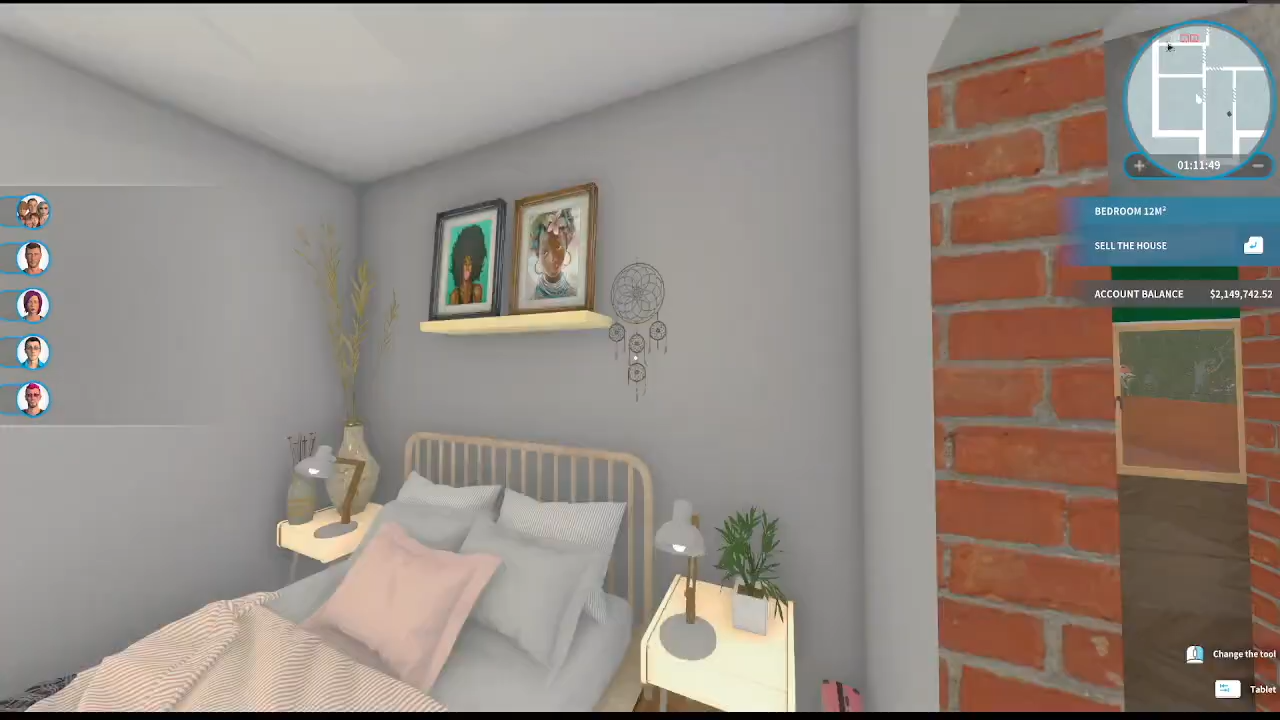 01:11:49
BEDROOM 12M²
SELL THE HOUSE
ACCOUNT BALANCE $2,149,742.52
Change the tool
Tablet